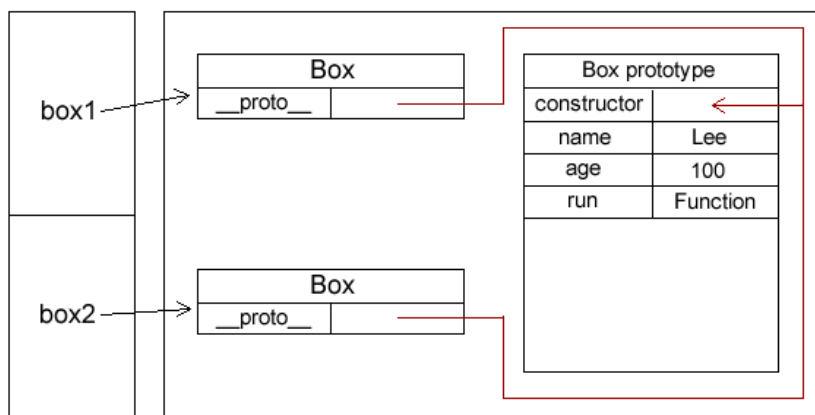 box1
box2
Box
__proto__
Box
__proto__
Box prototype
constructor
name Lee
age 100
run Function